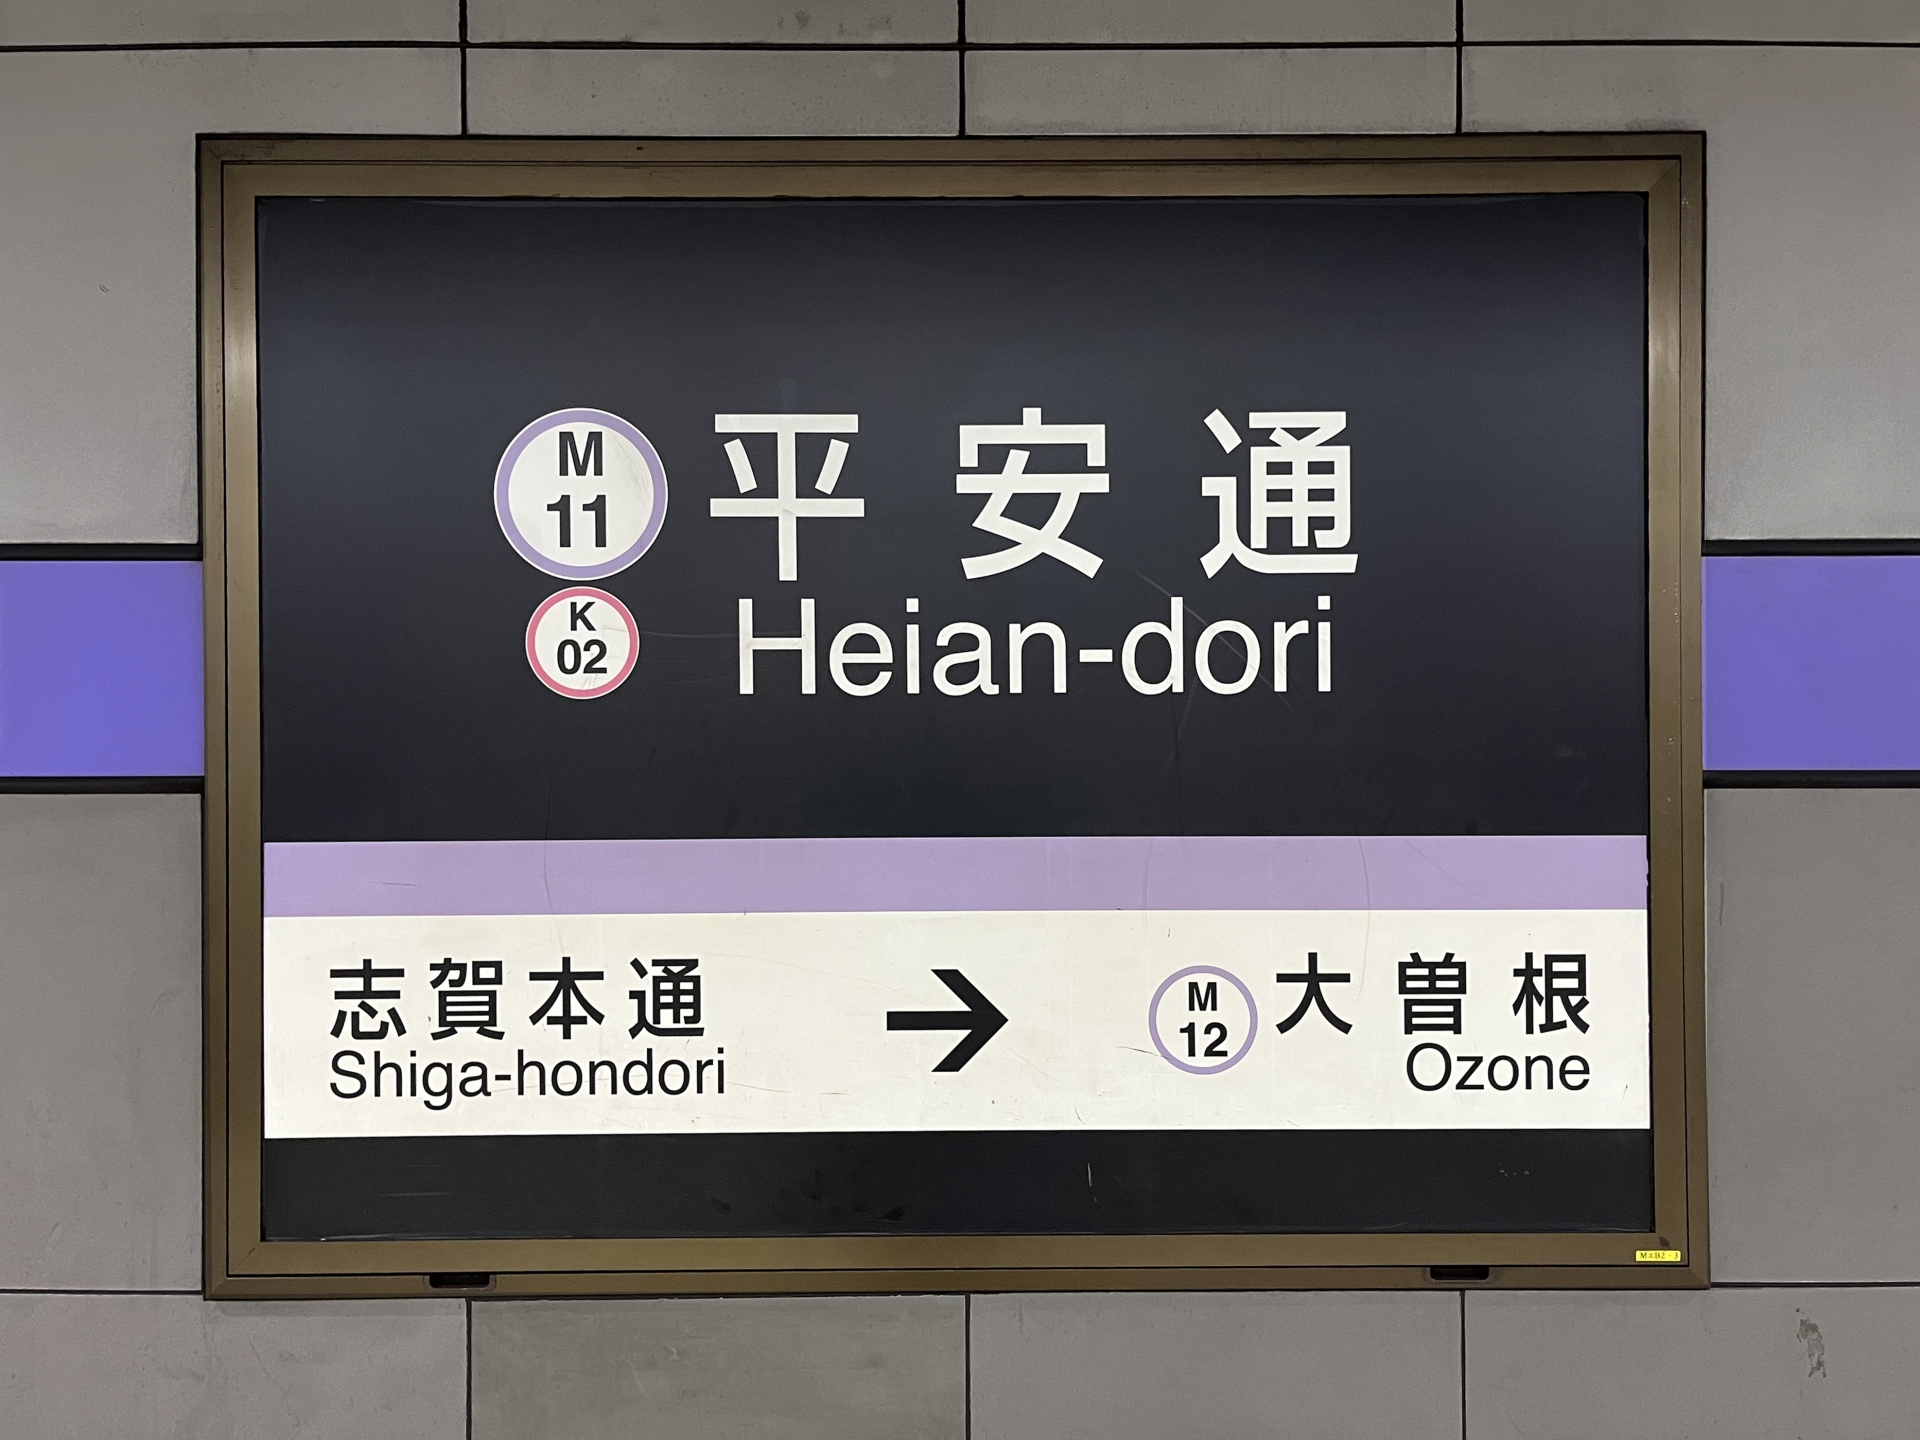 M
11
平安通
K
02
Heian-dori
志賀本通
Shiga-hondori
→
M
12
大曽根
Ozone